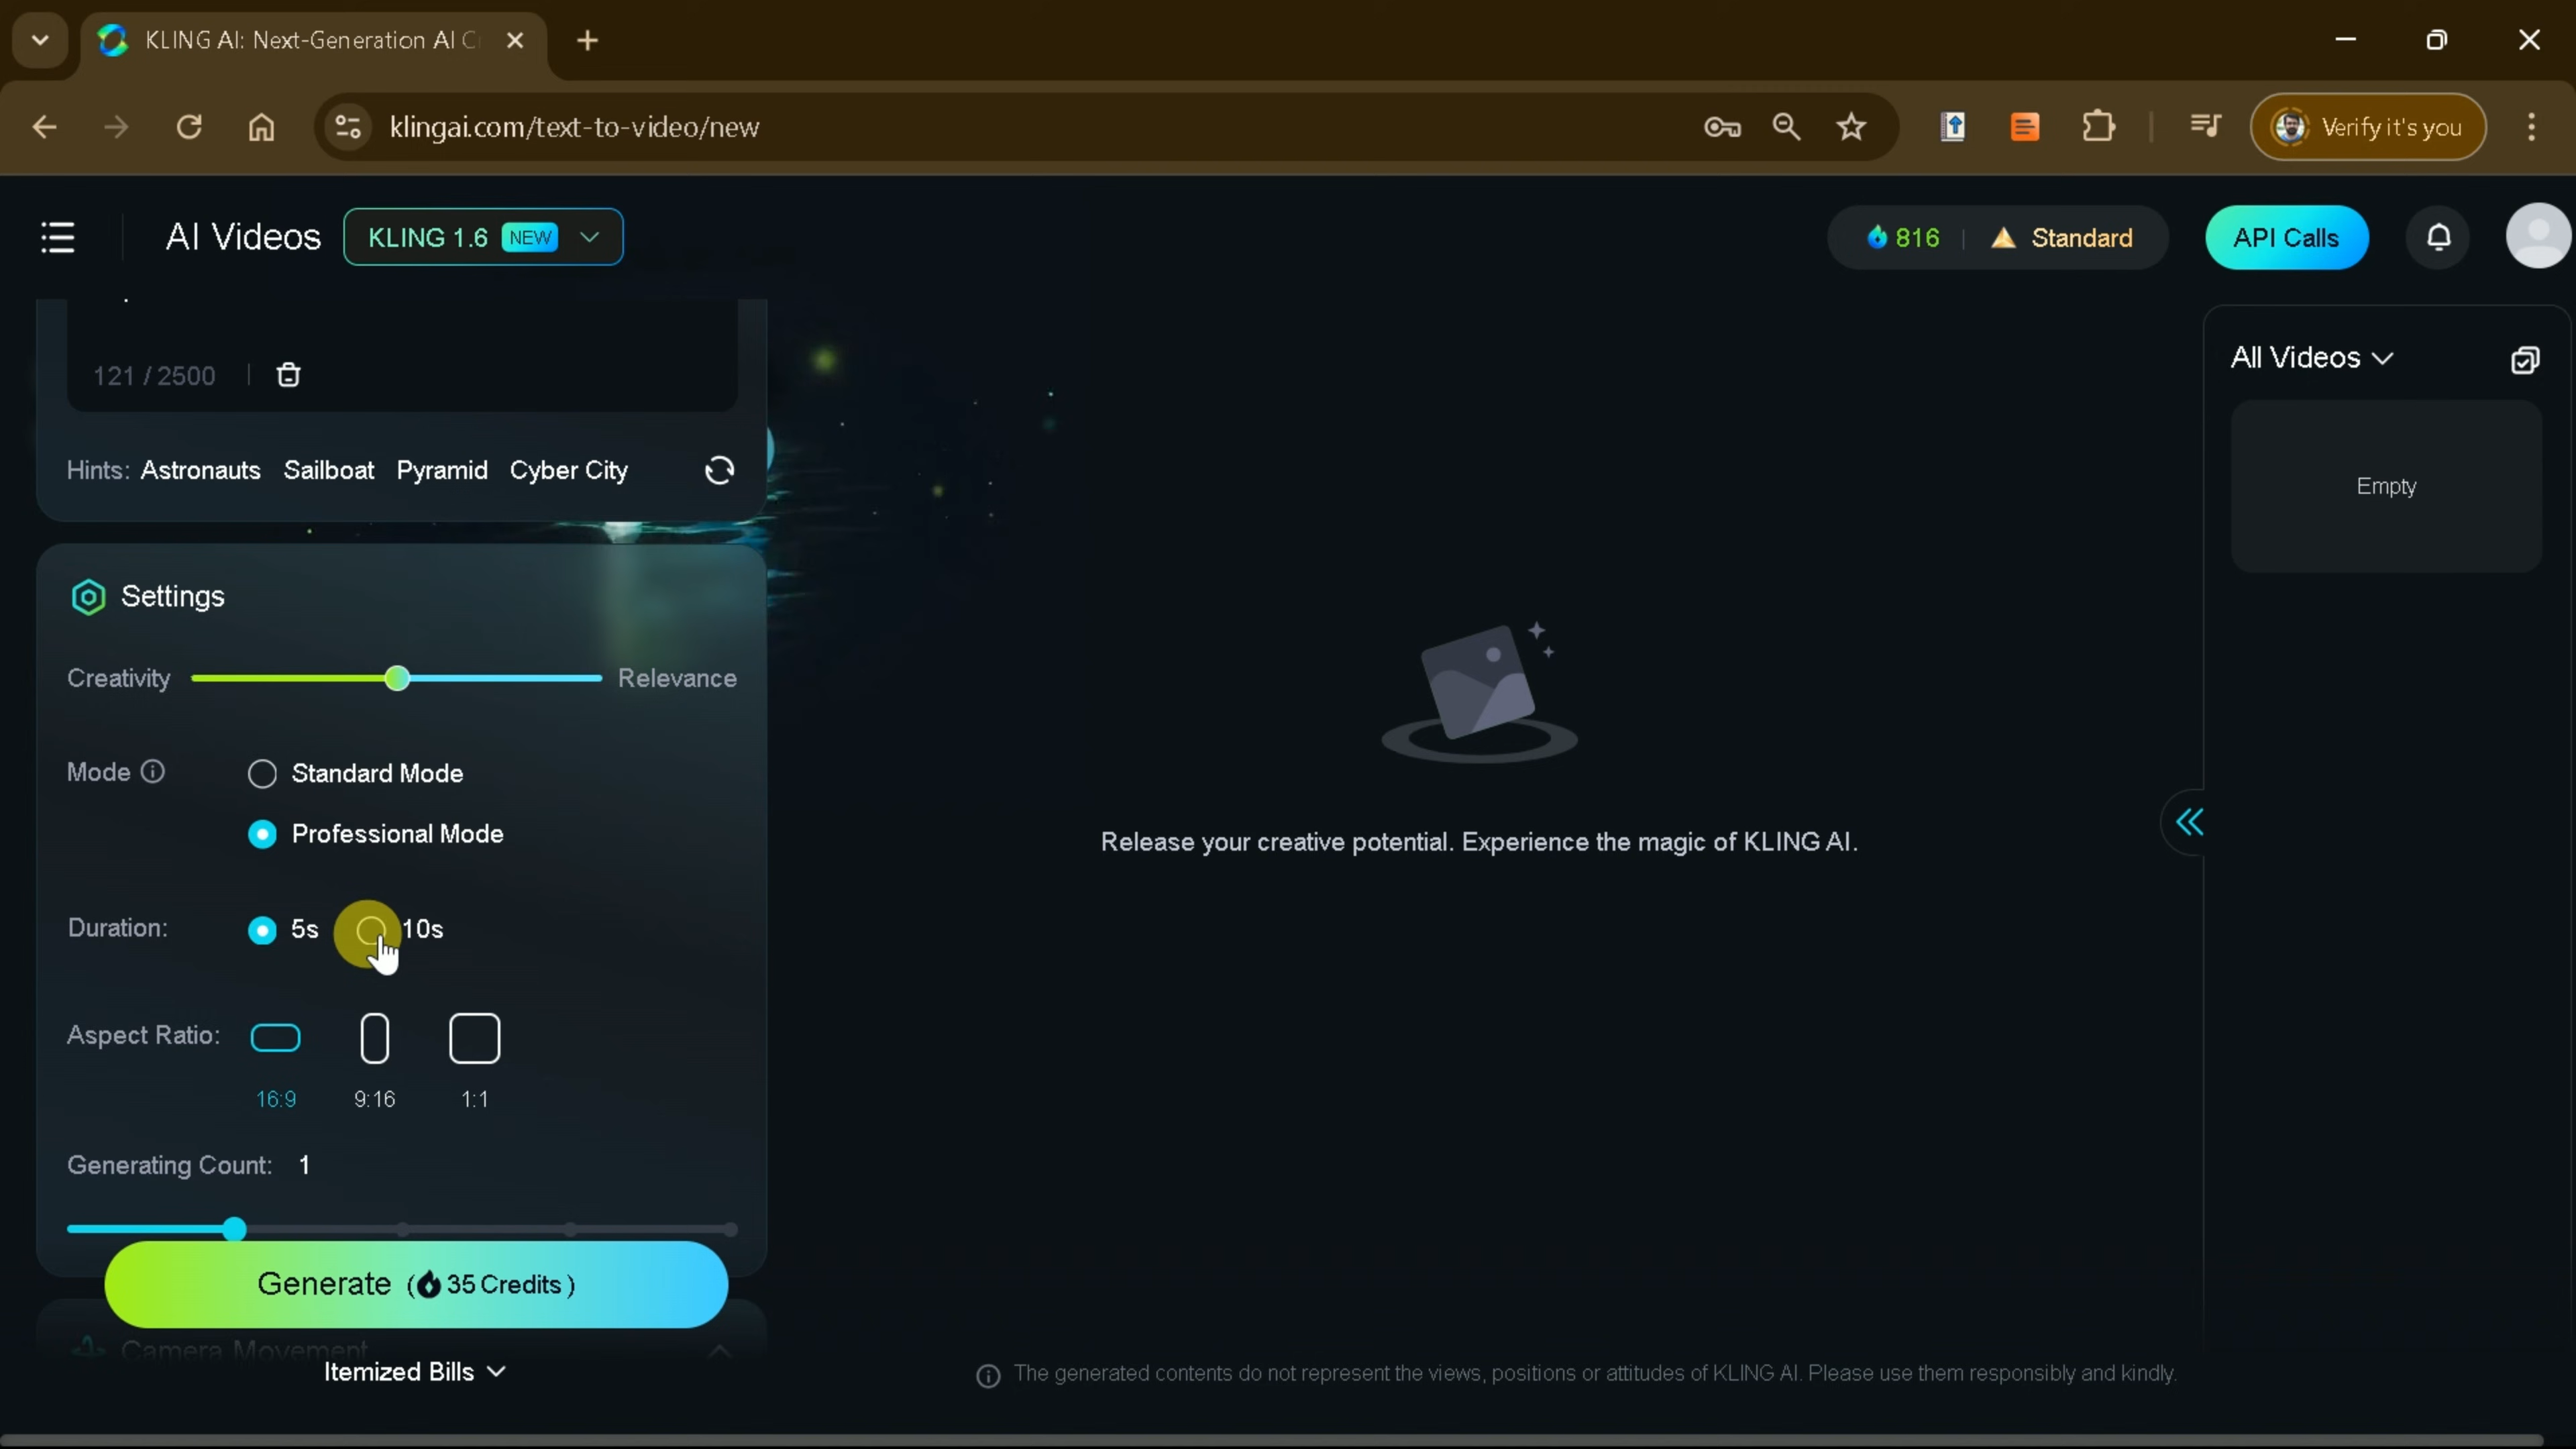 KLING AI: Next-Generation AI C
klingai.com/text-to-video/new
Verify it's you
AI Videos
KLING 1.6 NEW
816
Standard
API Calls
121 / 2500
Hints: Astronauts Sailboat Pyramid Cyber City
Settings
Creativity
Relevance
Mode
Standard Mode
Professional Mode
Duration:
5s
10s
Aspect Ratio:
16:9
9:16
1:1
Generating Count: 1
Generate (35 Credits)
Camera Movement
Itemized Bills
Release your creative potential. Experience the magic of KLING AI.
The generated contents do not represent the views, positions or attitudes of KLING AI. Please use them responsibly and kindly.
All Videos
Empty